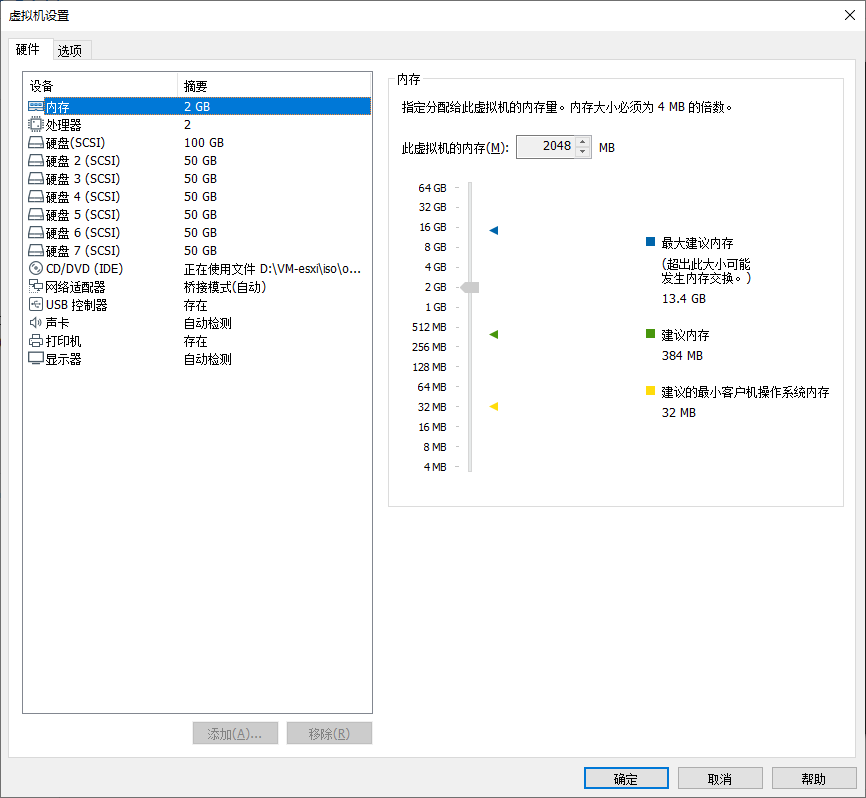 虚拟机设置
硬件 选项
设备 摘要
内存 2 GB
处理器 2
硬盘(SCSI) 100 GB
硬盘 2 (SCSI) 50 GB
硬盘 3 (SCSI) 50 GB
硬盘 4 (SCSI) 50 GB
硬盘 5 (SCSI) 50 GB
硬盘 6 (SCSI) 50 GB
硬盘 7 (SCSI) 50 GB
CD/DVD (IDE) 正在使用文件 D:\VM-esxi\iso\o...
网络适配器 桥接模式(自动)
USB 控制器 存在
声卡 自动检测
打印机 存在
显示器 自动检测
添加(A)... 移除(R)
内存
指定分配给此虚拟机的内存量。内存大小必须为 4 MB 的倍数。
此虚拟机的内存(M): 2048 MB
64 GB
32 GB
16 GB
8 GB
4 GB
2 GB
1 GB
512 MB
256 MB
128 MB
64 MB
32 MB
16 MB
8 MB
4 MB
最大建议内存
(超出此大小可能
发生内存交换。)
13.4 GB
建议内存
384 MB
建议的最小客户机操作系统内存
32 MB
确定 取消 帮助